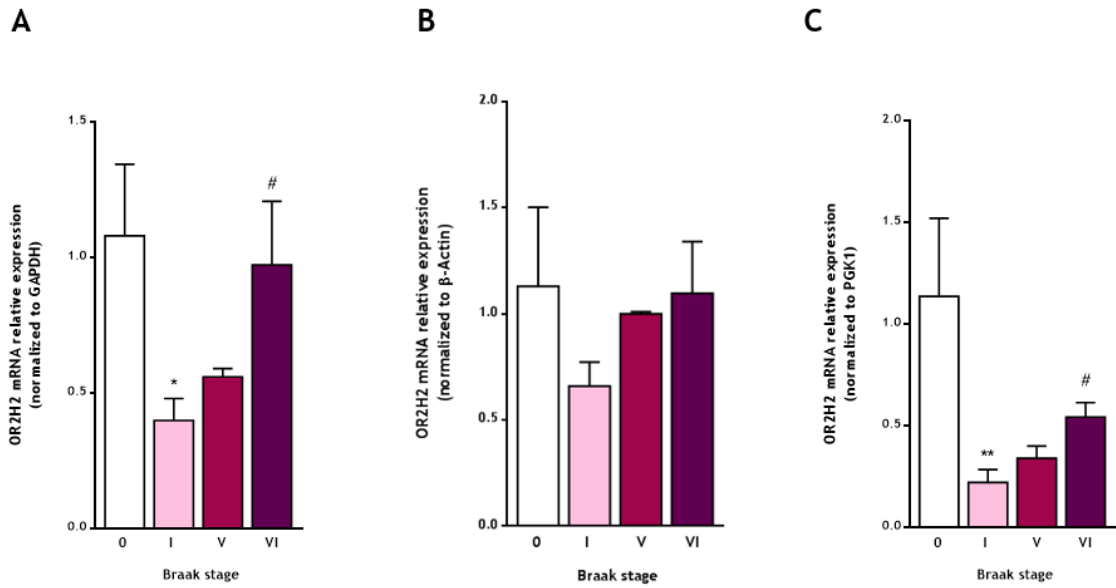 A
OR2H2 mRNA relative expression
(normalized to GAPDH)
1.5
1.0
0.5
0.0
*
#
0 I V VI
Braak stage
B
OR2H2 mRNA relative expression
(normalized to β-Actin)
2.0
1.5
1.0
0.5
0.0
0 I V VI
Braak stage
C
OR2H2 mRNA relative expression
(normalized to PGK1)
2.0
1.5
1.0
0.5
0.0
**
#
0 I V VI
Braak stage